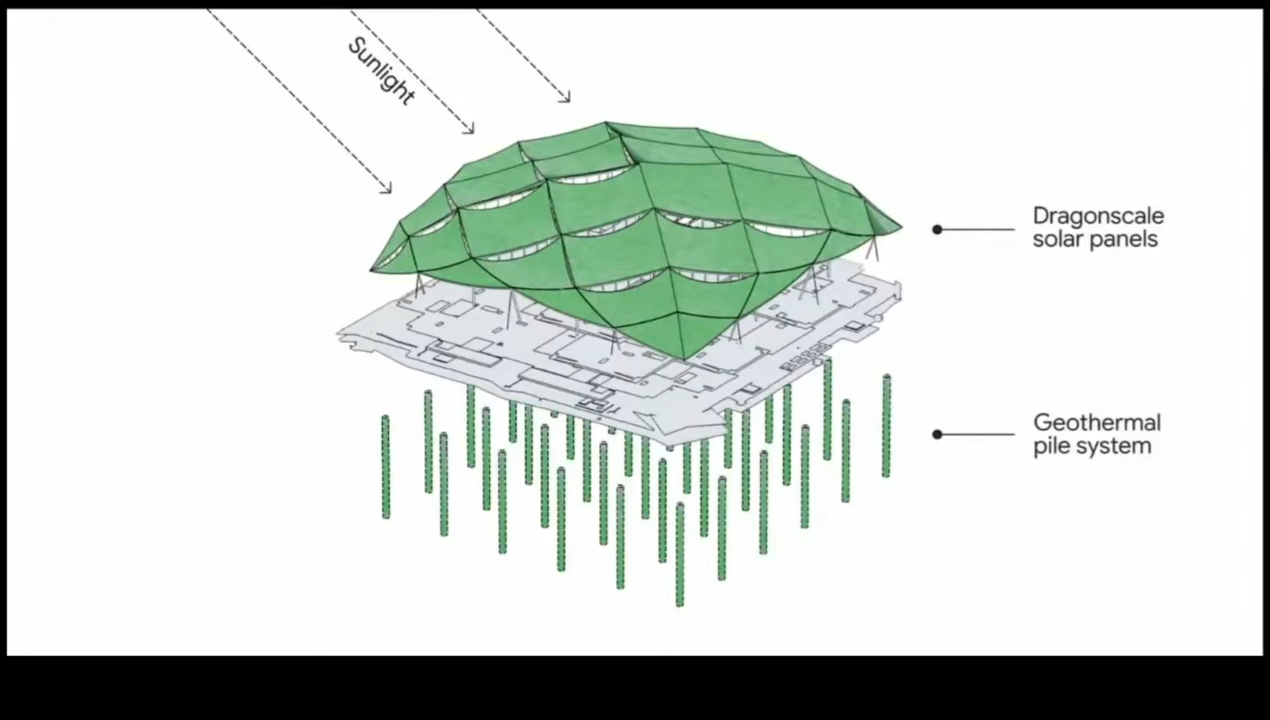 Sunlight
Dragonscale
solar panels
Geothermal
pile system